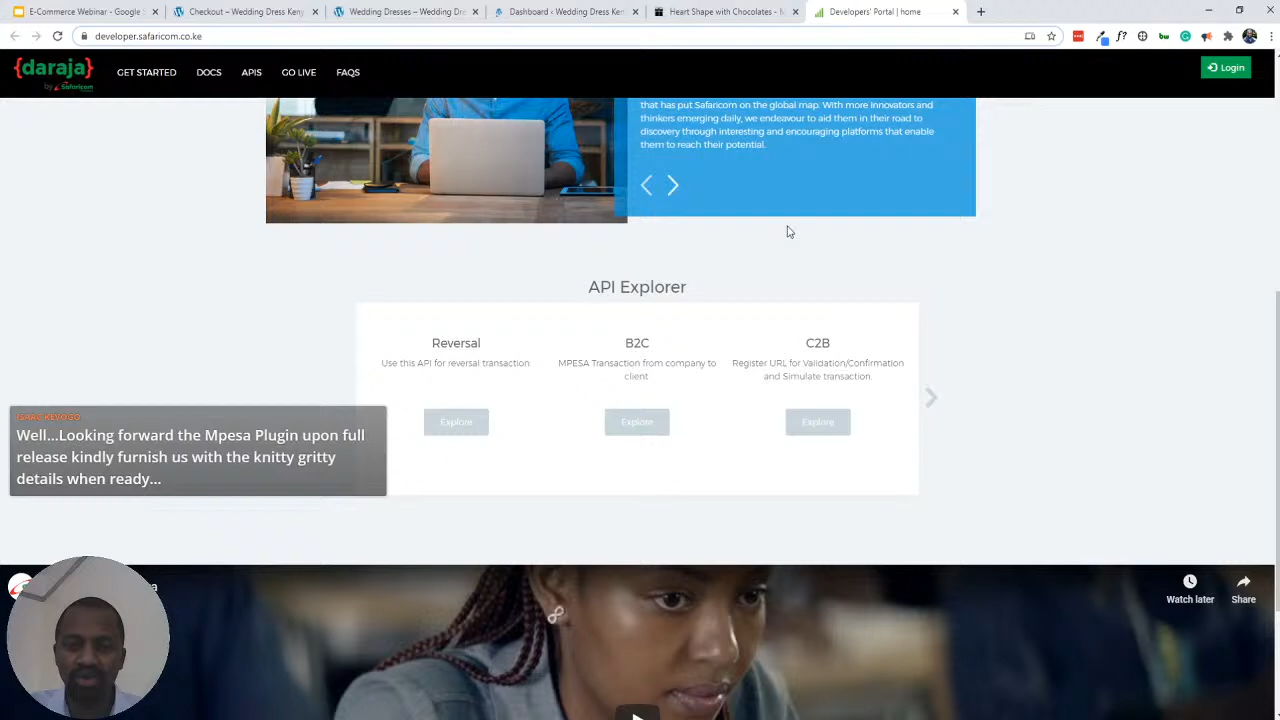 E-Commerce Webinar - Google S
Checkout – Wedding Dress Keny
Wedding Dresses – Wedding Dre
Dashboard ‹ Wedding Dress Ken
Heart Shape with Chocolates -
Developers' Portal | home
developer.safaricom.co.ke
{daraja}
by Safaricom
GET STARTED
DOCS
APIS
GO LIVE
FAQS
Login
that has put Safaricom on the global map. With more innovators and
thinkers emerging daily, we endeavour to aid them in their road to
discovery through interesting and encouraging platforms that enable
them to reach their potential.
API Explorer
Reversal
Use this API for reversal transaction
Explore
B2C
MPESA Transaction from company to
client
Explore
C2B
Register URL for Validation/Confirmation
and Simulate transaction.
Explore
ISAAC KEVOGO
Well...Looking forward the Mpesa Plugin upon full
release kindly furnish us with the knitty gritty
details when ready...
Watch later
Share